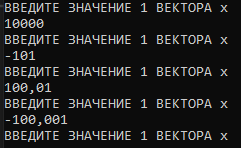 ВВЕДИТЕ ЗНАЧЕНИЕ 1 ВЕКТОРА x
10000
ВВЕДИТЕ ЗНАЧЕНИЕ 1 ВЕКТОРА x
-101
ВВЕДИТЕ ЗНАЧЕНИЕ 1 ВЕКТОРА x
100,01
ВВЕДИТЕ ЗНАЧЕНИЕ 1 ВЕКТОРА x
-100,001
ВВЕДИТЕ ЗНАЧЕНИЕ 1 ВЕКТОРА x